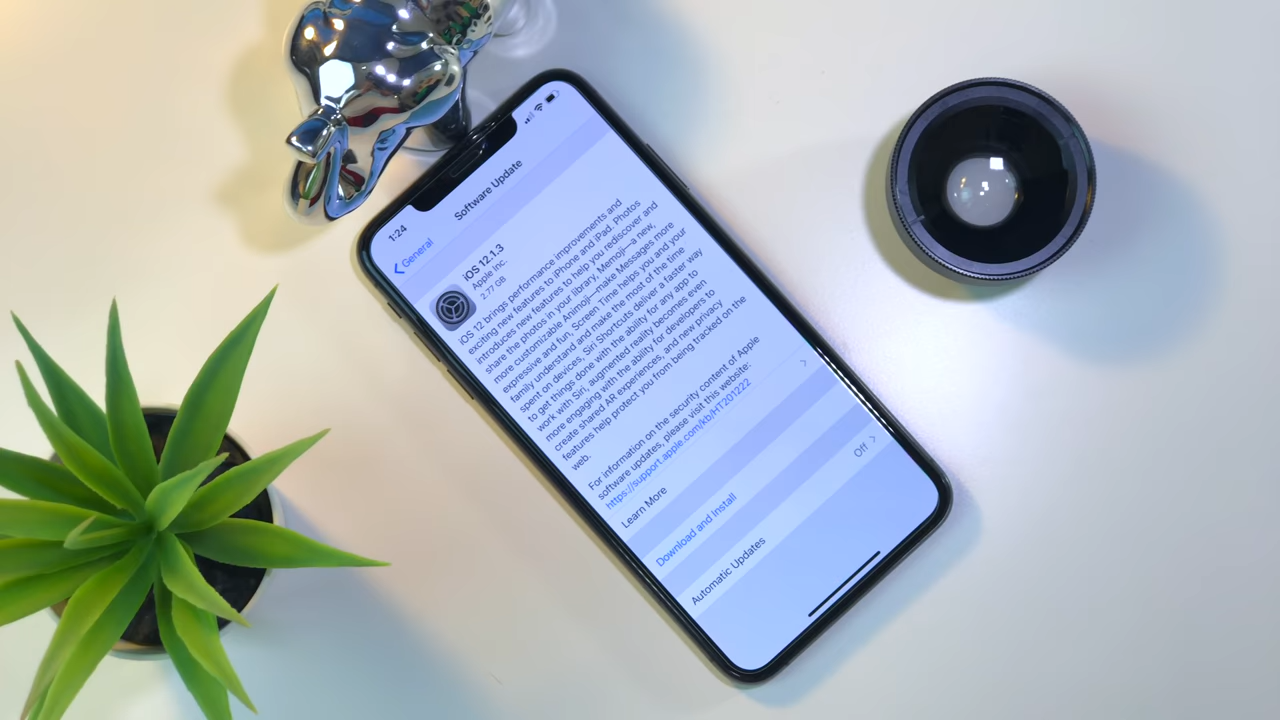 1:24
General
Software Update
iOS 12.1.3
Apple Inc.
2.77 GB
iOS 12 brings performance improvements and
exciting new features to iPhone and iPad. Photos
introduces new features to help you rediscover and
share the photos in your library, Memoji—a new,
more customizable Animoji—make Messages more
expressive and fun, Screen Time helps you and your
family understand and make the most of the time
spent on devices, Siri Shortcuts deliver a faster way
to get things done with the ability for any app to
work with Siri, augmented reality becomes even
more engaging with the ability for developers to
create shared AR experiences, and new privacy
features help protect you from being tracked on the
web.
For information on the security content of Apple
software updates, please visit this website:
https://support.apple.com/kb/HT201222
Learn More
Download and Install
Automatic Updates Off